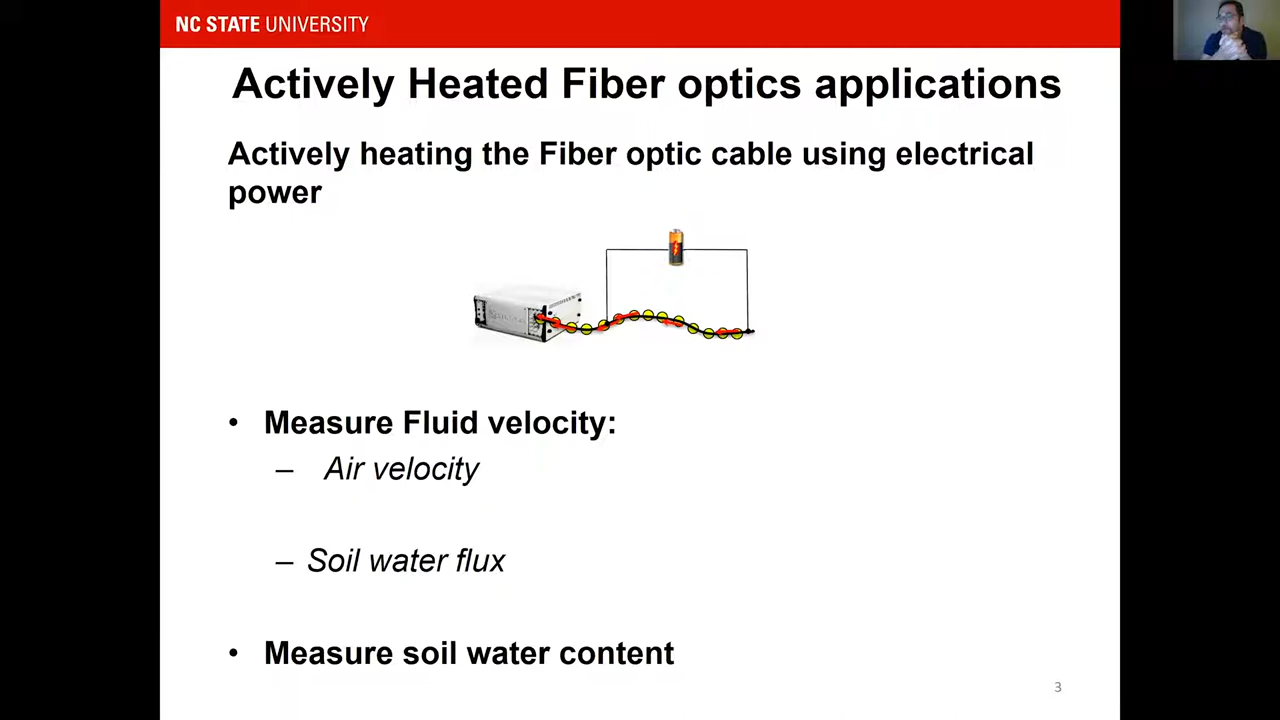 NC STATE UNIVERSITY
Actively Heated Fiber optics applications
Actively heating the Fiber optic cable using electrical
power
• Measure Fluid velocity:
– Air velocity
– Soil water flux
• Measure soil water content
3